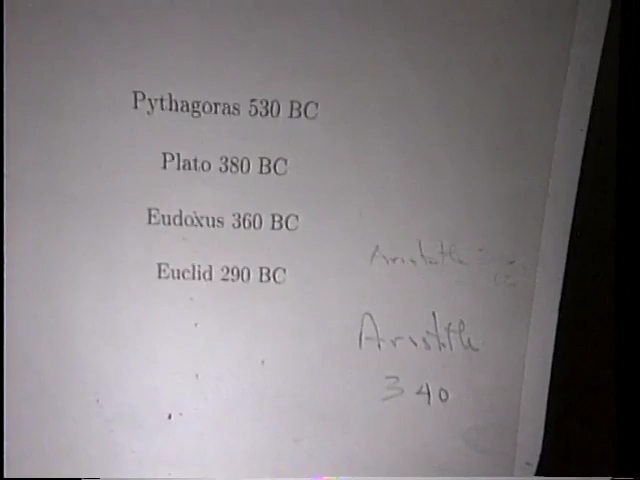 Pythagoras 530 BC
Plato 380 BC
Eudoxus 360 BC
Euclid 290 BC
Aristotle
340